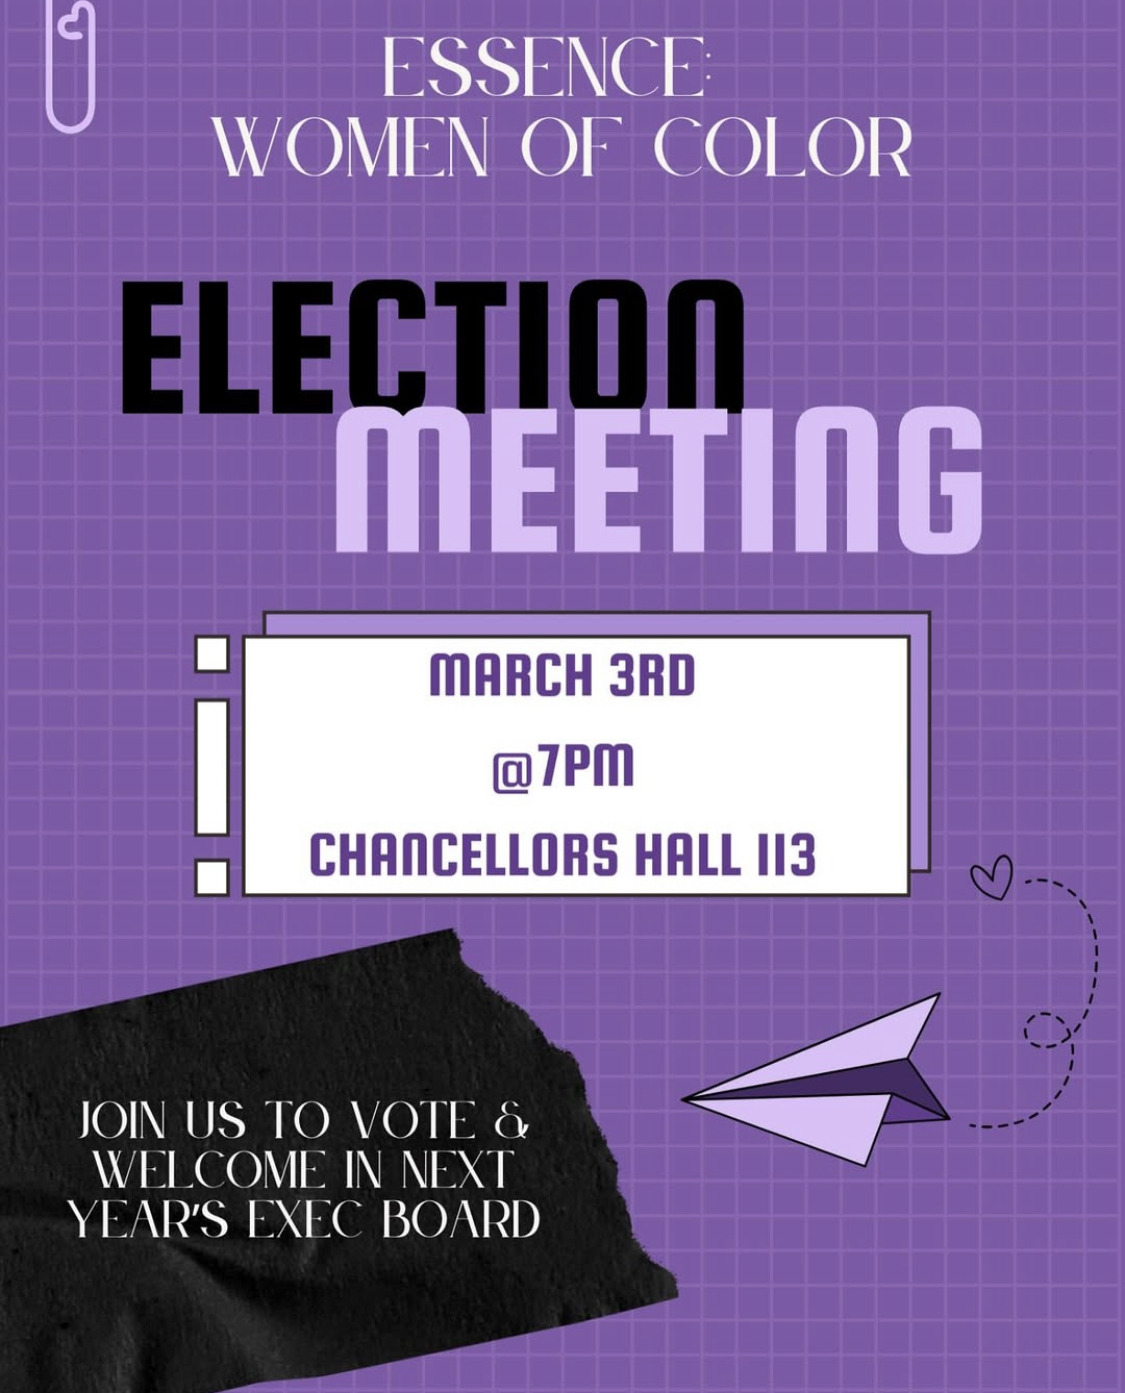 ESSENCE:
WOMEN OF COLOR
ELECTION
MEETING
MARCH 3RD
@7PM
CHANCELLORS HALL 113
JOIN US TO VOTE &
WELCOME IN NEXT
YEAR'S EXEC BOARD